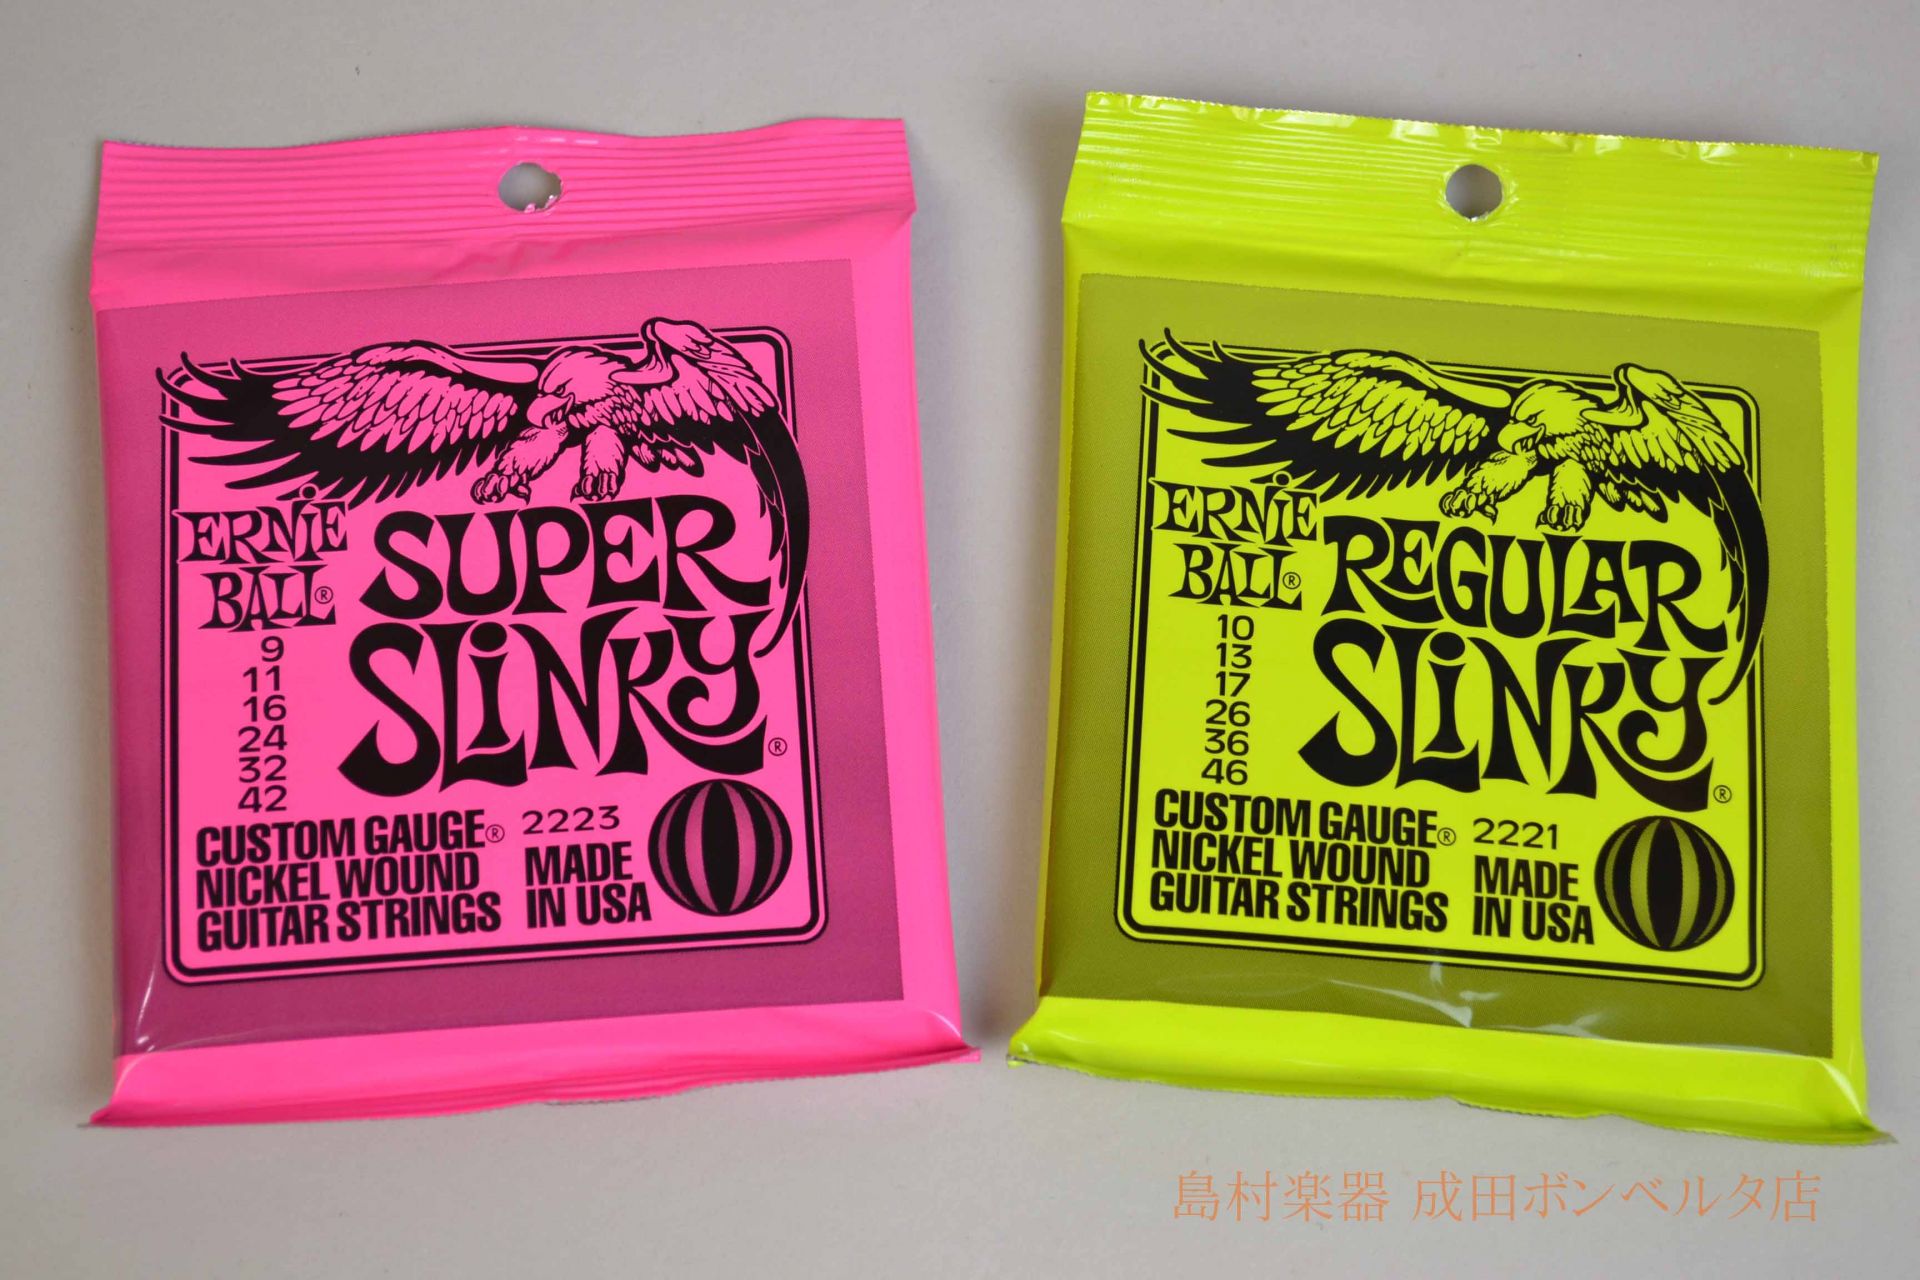 ERNIE
BALL®
SUPER
SLINKY®
9
11
16
24
32
42
CUSTOM GAUGE®
NICKEL WOUND
GUITAR STRINGS
2223
MADE
IN USA
ERNIE
BALL®
REGULAR
SLINKY®
10
13
17
26
36
46
CUSTOM GAUGE®
NICKEL WOUND
GUITAR STRINGS
2221
MADE
IN USA
島村楽器 成田ボンベルタ店